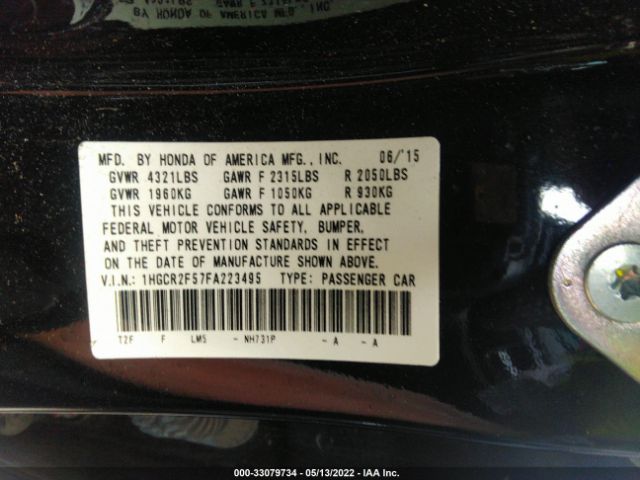 MFD. BY HONDA OF AMERICA MFG., INC. 06/'15
GVWR 4321LBS GAWR F 2315LBS R 2050LBS
GVWR 1960KG GAWR F 1050KG R 930KG
THIS VEHICLE CONFORMS TO ALL APPLICABLE
FEDERAL MOTOR VEHICLE SAFETY, BUMPER,
AND THEFT PREVENTION STANDARDS IN EFFECT
ON THE DATE OF MANUFACTURE SHOWN ABOVE.
V.I.N.: 1HGCR2F57FA223495 TYPE: PASSENGER CAR
T2F F LM5 - NH731P - A - A
000-33079734 - 05/13/2022 - IAA Inc.